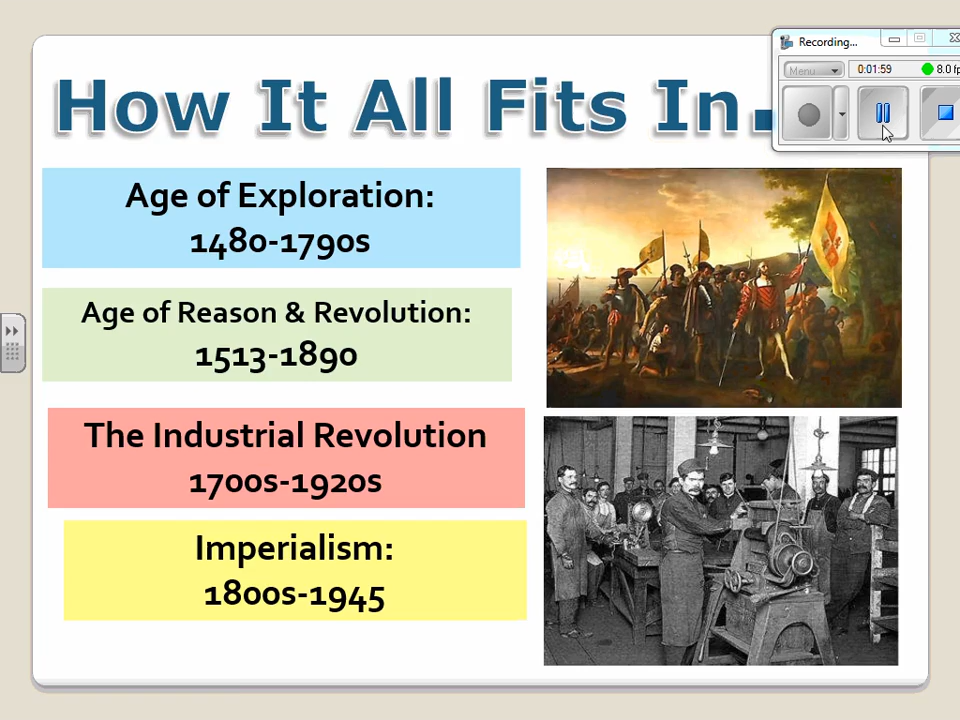 How It All Fits In.
Recording...
Menu
0:01:59
8.0 fp
Age of Exploration:
1480-1790s
Age of Reason & Revolution:
1513-1890
The Industrial Revolution
1700s-1920s
Imperialism:
1800s-1945